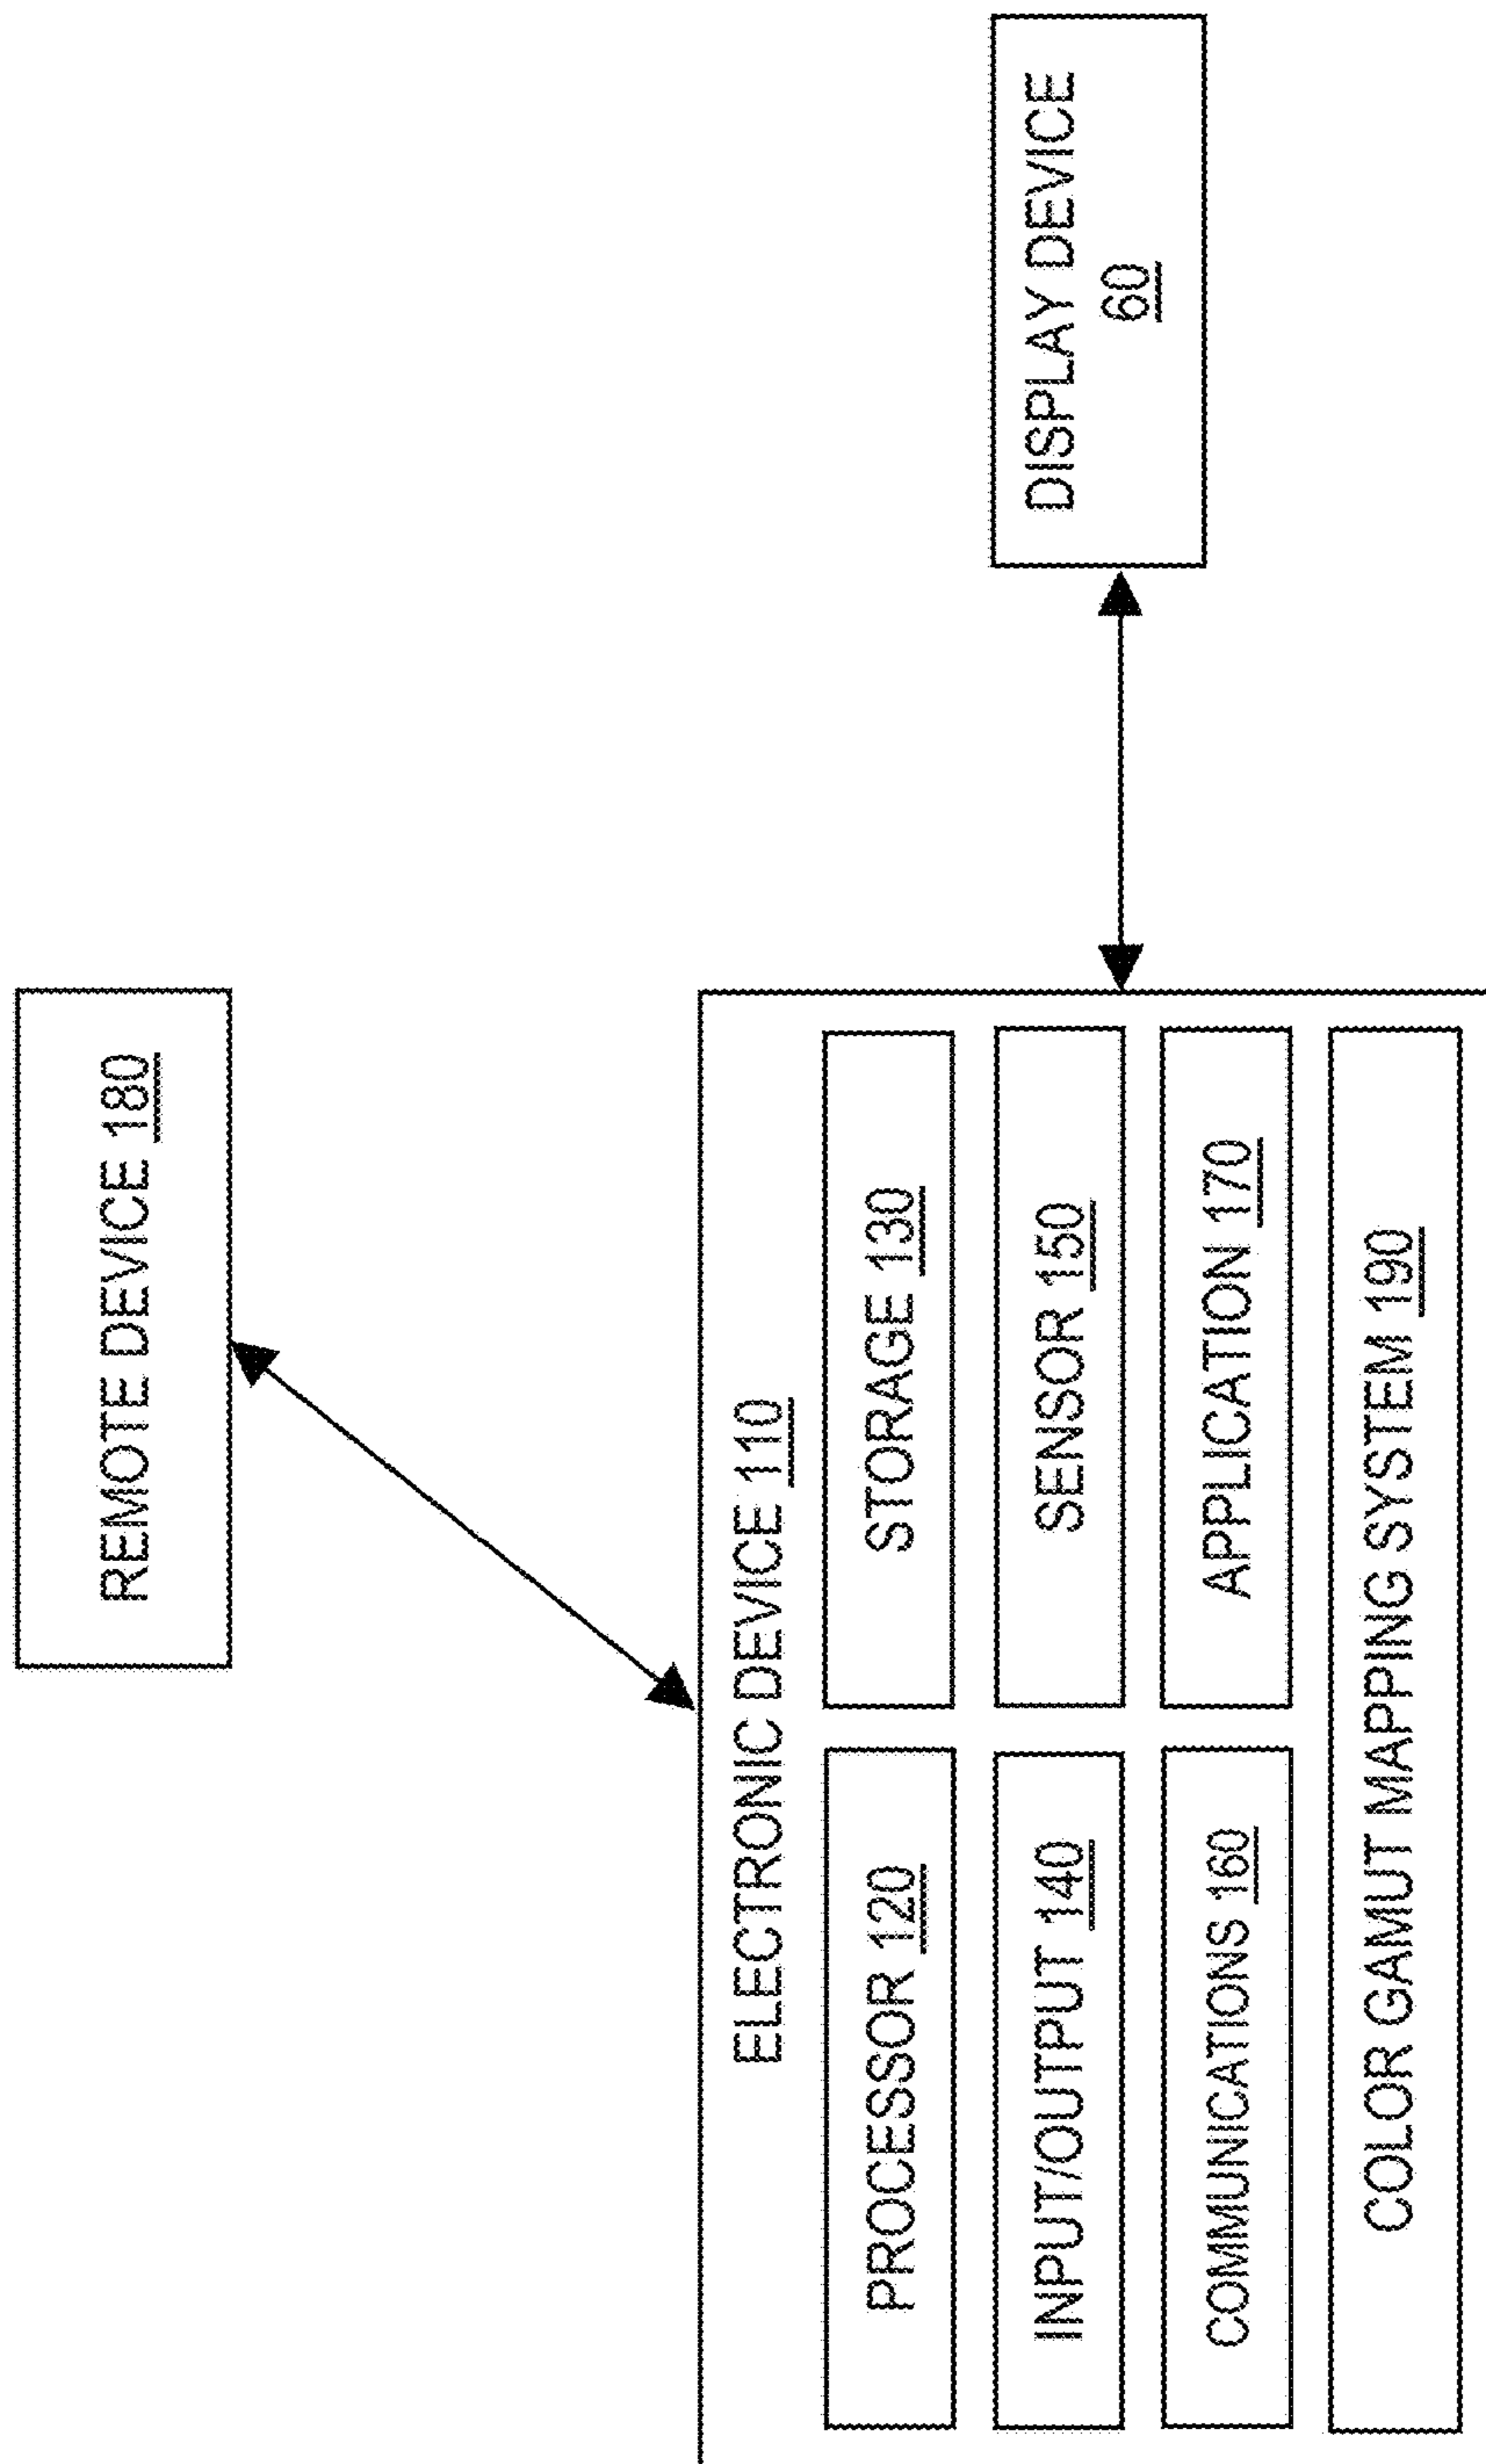 REMOTE DEVICE 180
ELECTRONIC DEVICE 110
PROCESSOR 120
STORAGE 130
INPUT/OUTPUT 140
SENSOR 150
COMMUNICATIONS 160
APPLICATION 170
COLOR GAMUT MAPPING SYSTEM 190
DISPLAY DEVICE
60